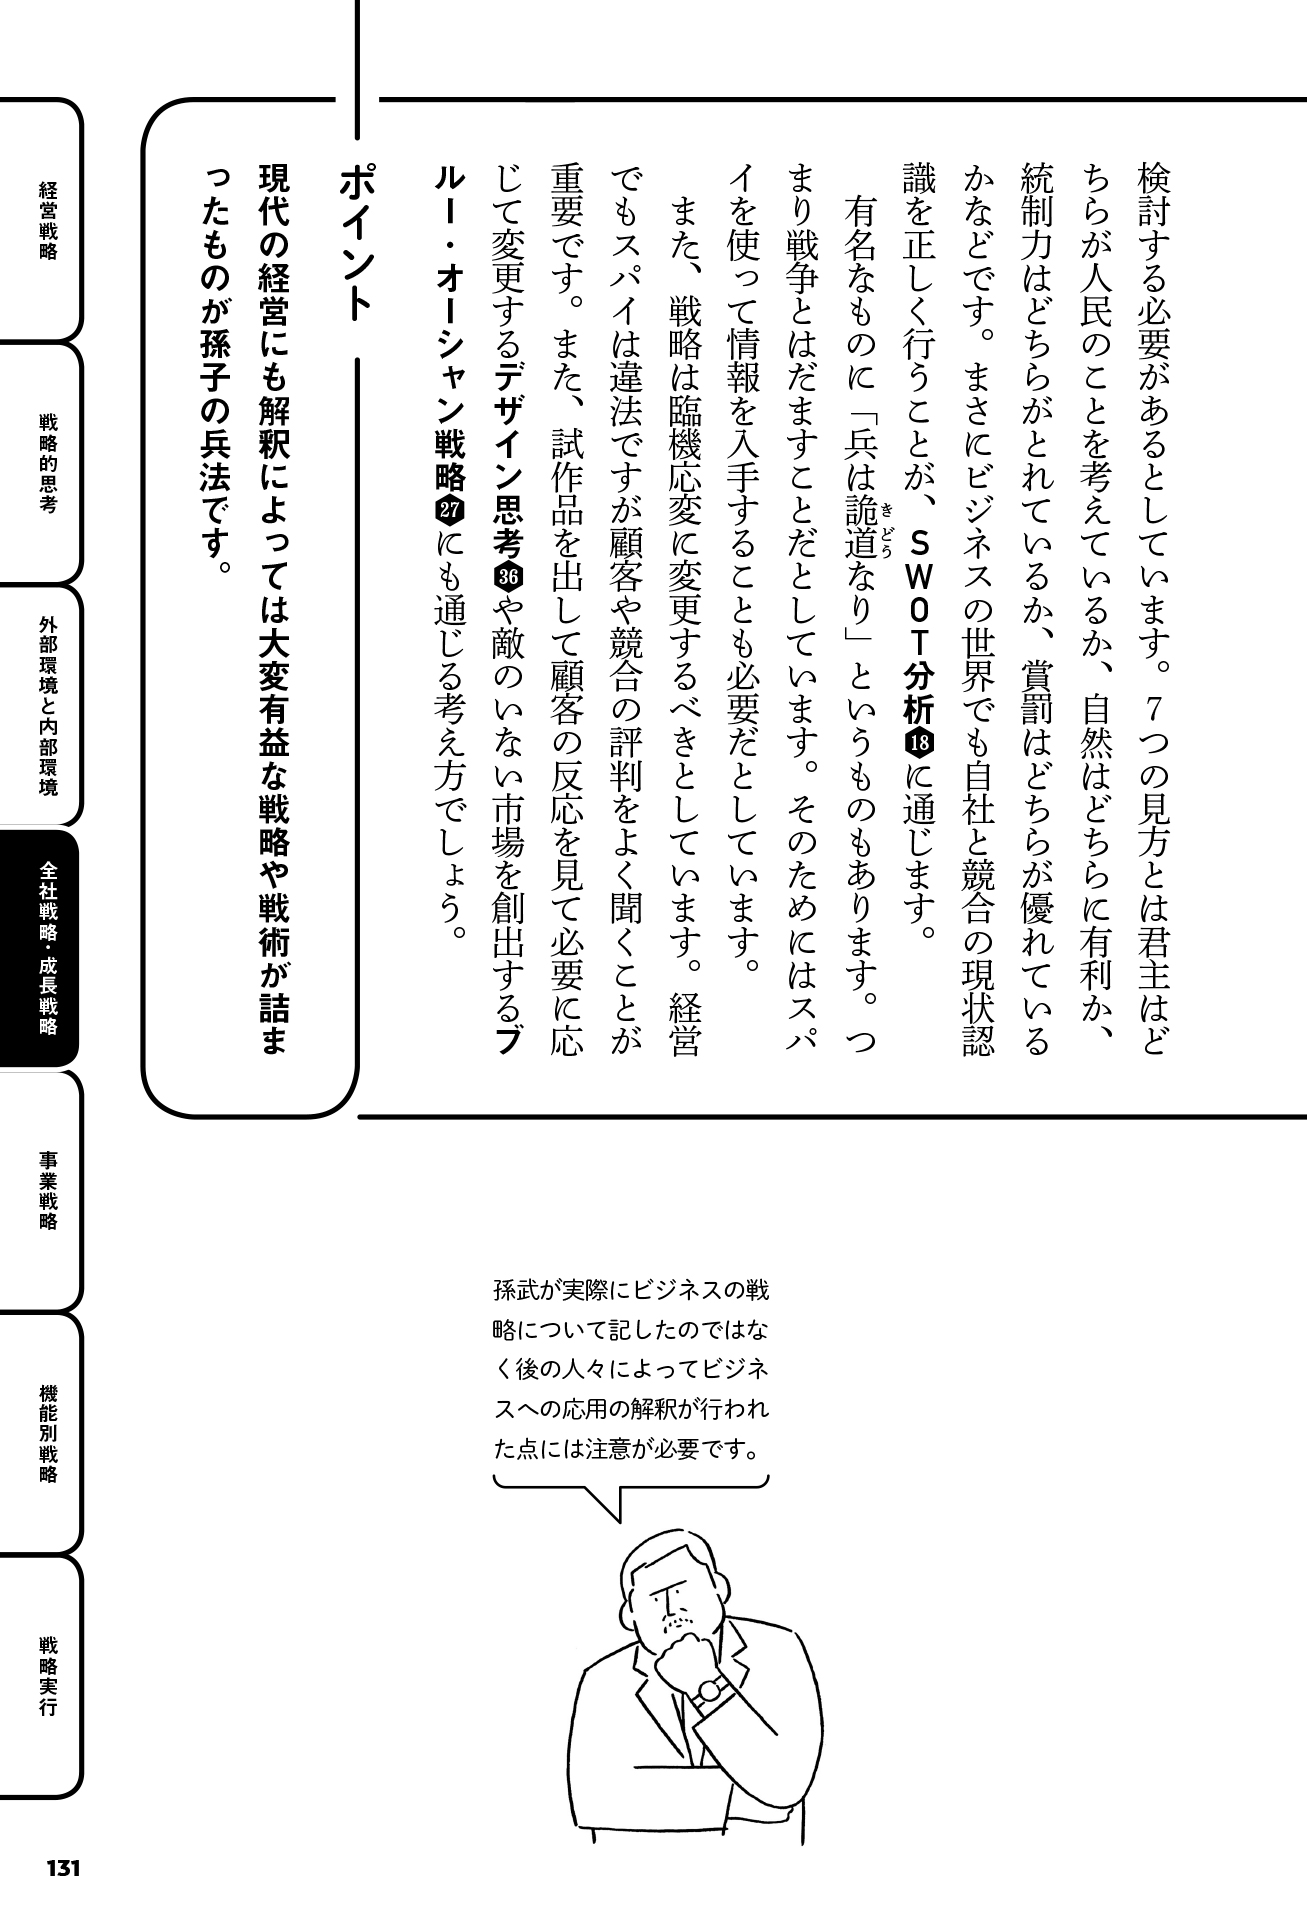 検討する必要があるとしています。7つの見方とは君主はど
ちらが人民のことを考えているか、自然はどちらに有利か、
統制力はどちらがとれているか、賞罰はどちらが優れている
かなどです。まさにビジネスの世界でも自社と競合の現状認
識を正しく行うことが、SWOT分析18に通じます。
有名なものに「兵は詭道なり」というものもあります。つ
きどう
まり戦争とはだますことだとしています。そのためにはスパ
イを使って情報を入手することも必要だとしています。
また、戦略は臨機応変に変更するべきとしています。経営
でもスパイは違法ですが顧客や競合の評判をよく聞くことが
重要です。また、試作品を出して顧客の反応を見て必要に応
じて変更するデザイン思考36や敵のいない市場を創出するブ
ルー・オーシャン戦略27にも通じる考え方でしょう。
ポイント
現代の経営にも解釈によっては大変有益な戦略や戦術が詰ま
ったものが孫子の兵法です。
孫武が実際にビジネスの戦
略について記したのではな
く後の人々によってビジネ
スへの応用の解釈が行われ
た点には注意が必要です。
経営戦略
戦略的思考
外部環境と内部環境
全社戦略・成長戦略
事業戦略
機能別戦略
戦略実行
131